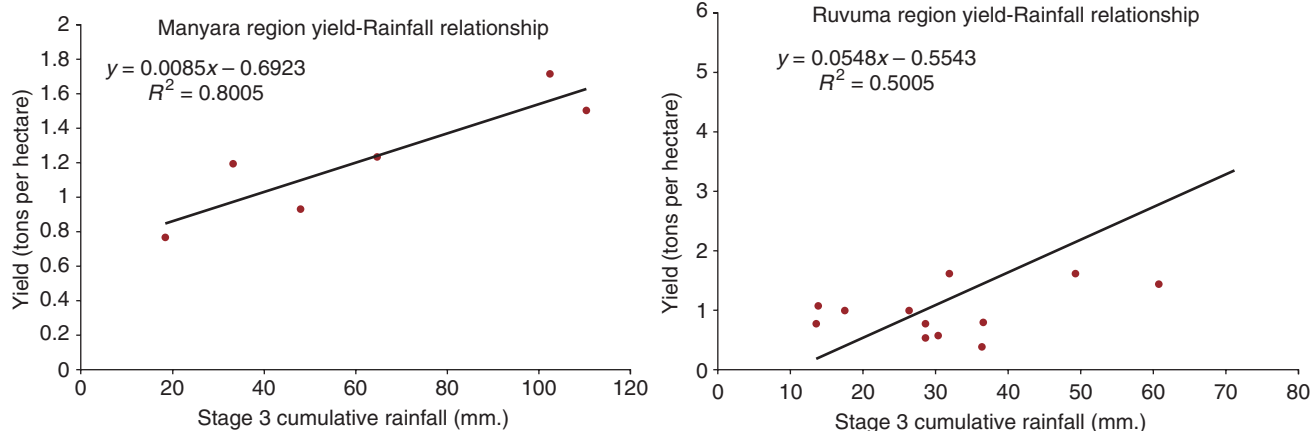 Manyara region yield-Rainfall relationship
y = 0.0085x – 0.6923
R² = 0.8005
Yield (tons per hectare)
2
1.8
1.6
1.4
1.2
1
0.8
0.6
0.4
0.2
0
0 20 40 60 80 100 120
Stage 3 cumulative rainfall (mm.)
Ruvuma region yield-Rainfall relationship
y = 0.0548x – 0.5543
R² = 0.5005
Yield (tons per hectare)
6
5
4
3
2
1
0
0 10 20 30 40 50 60 70 80
Stage 3 cumulative rainfall (mm.)